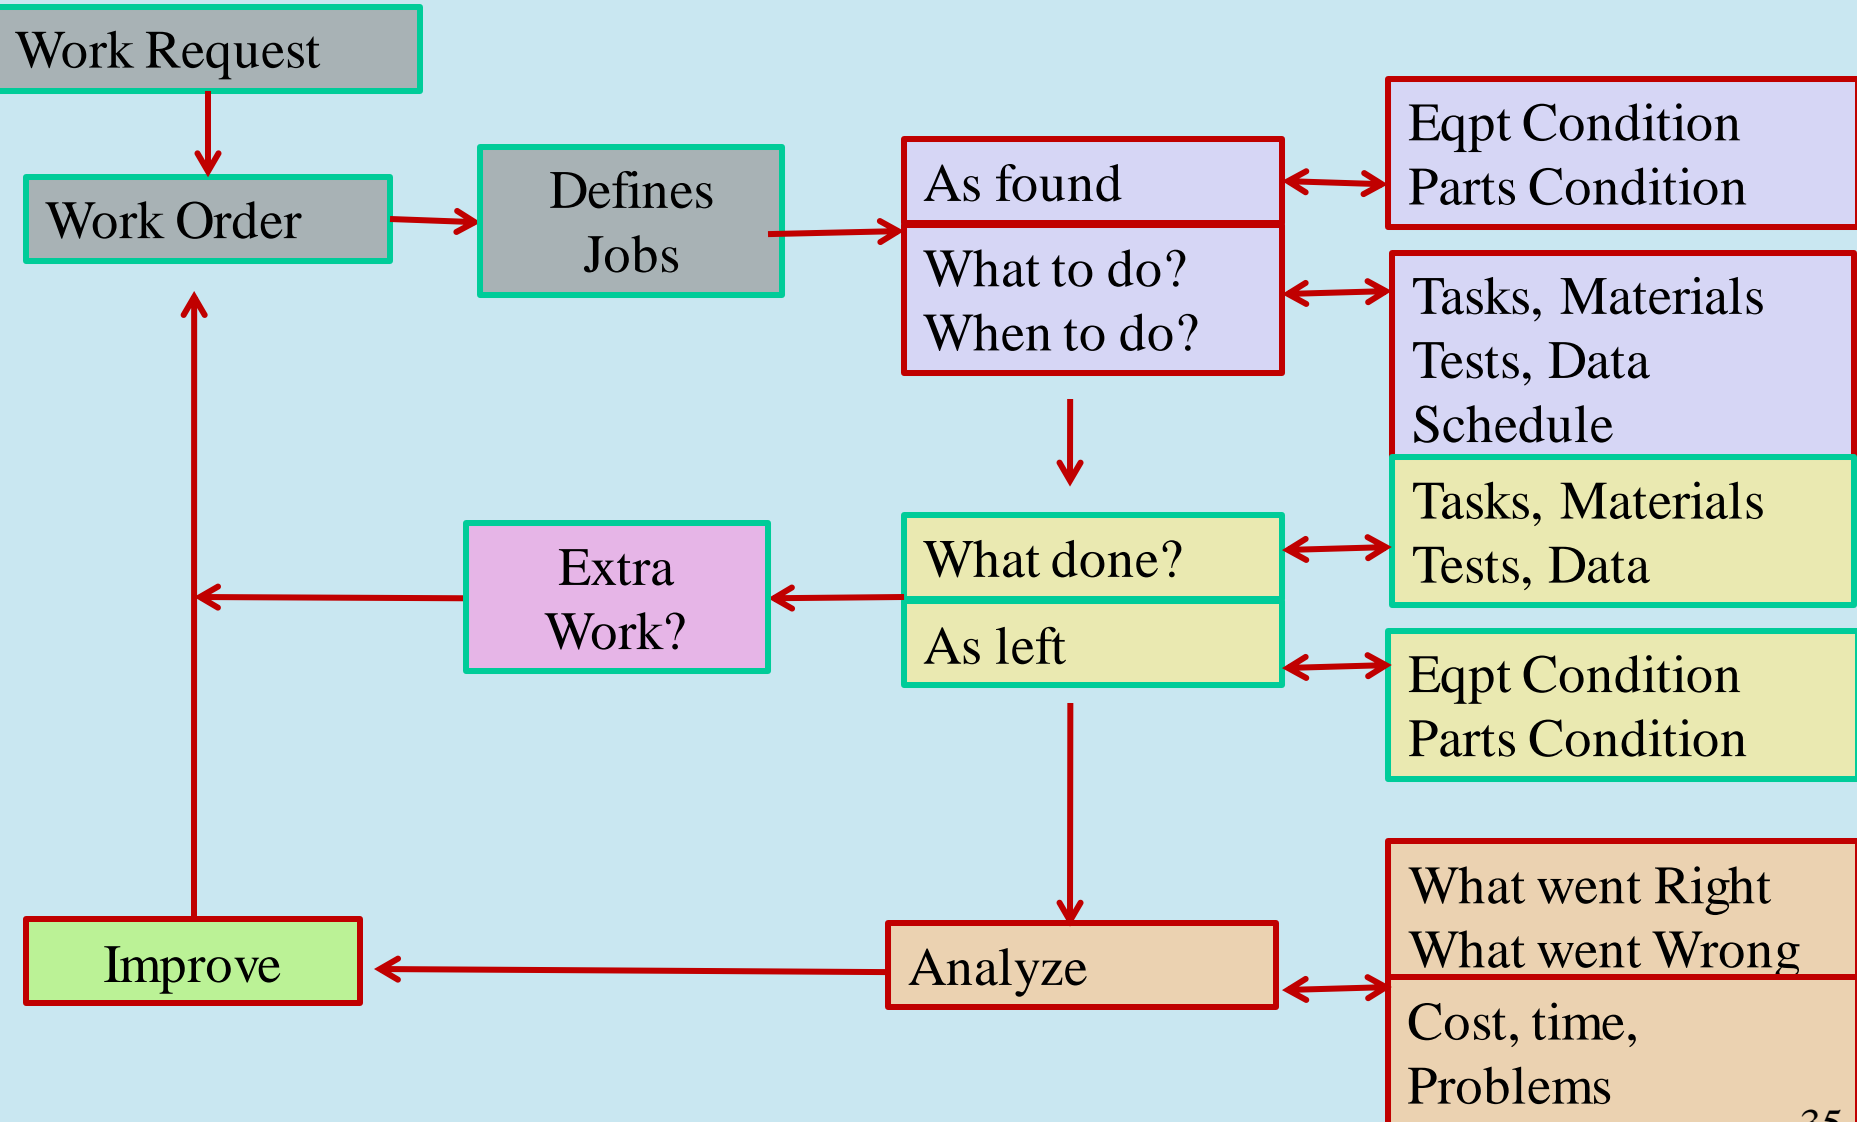 Work Request
Work Order
Defines
Jobs
As found
What to do?
When to do?
Eqpt Condition
Parts Condition
Tasks, Materials
Tests, Data
Schedule
Tasks, Materials
Tests, Data
What done?
As left
Extra
Work?
Eqpt Condition
Parts Condition
What went Right
What went Wrong
Improve
Analyze
Cost, time,
Problems
35